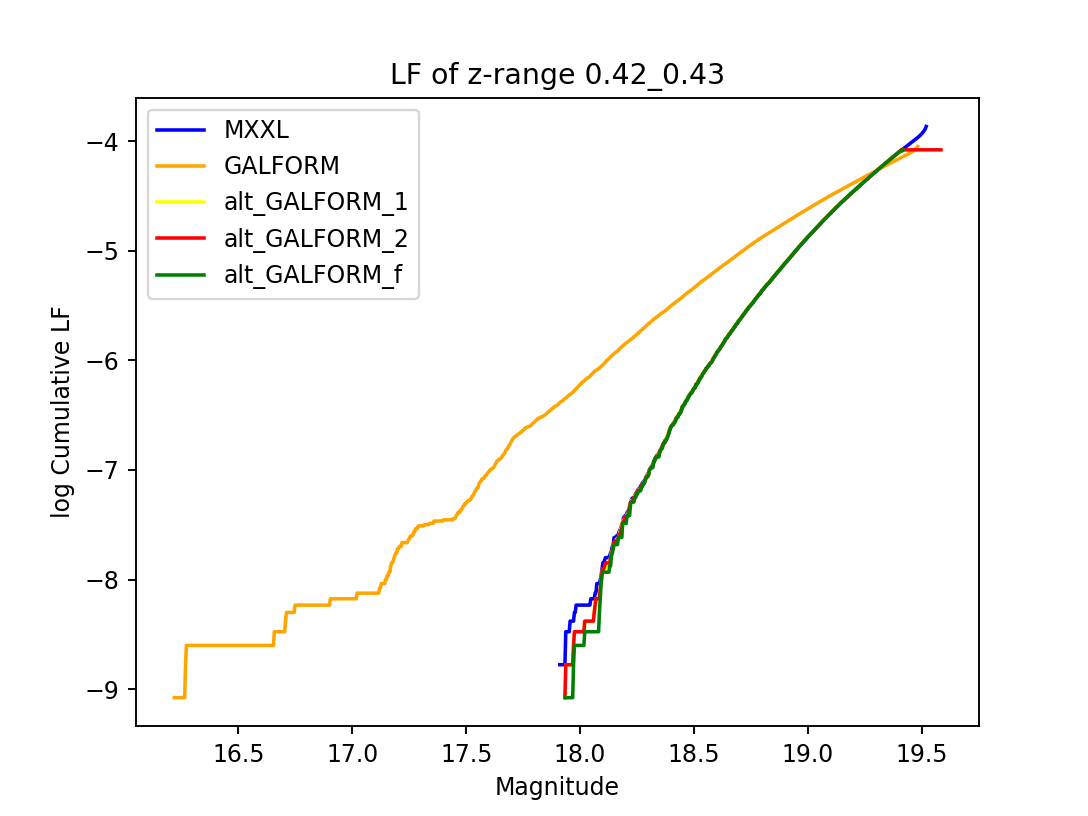 LF of z-range 0.42_0.43
MXXL
GALFORM
alt_GALFORM_1
alt_GALFORM_2
alt_GALFORM_f
log Cumulative LF
−4
−5
−6
−7
−8
−9
16.5 17.0 17.5 18.0 18.5 19.0 19.5
Magnitude